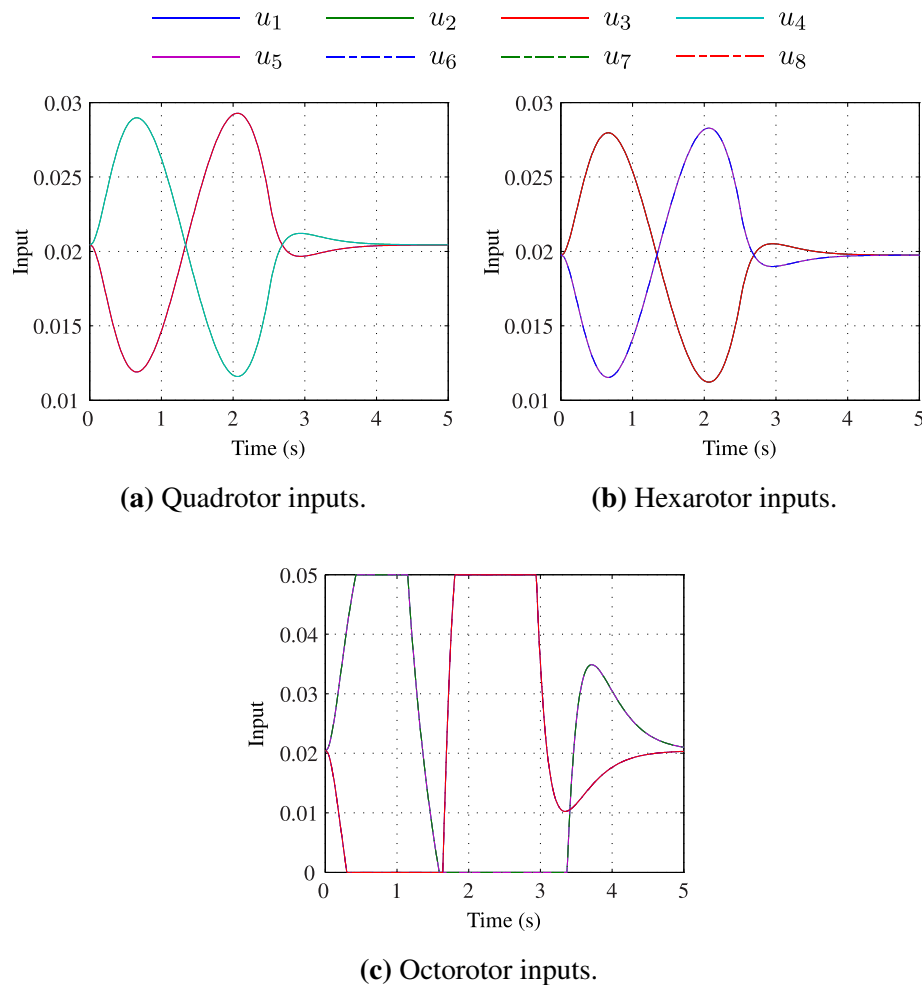 u₁ u₂ u₃ u₄
u₅ u₆ u₇ u₈
0.03
0.025
0.02
0.015
0.01
Input
0 1 2 3 4 5
Time (s)
(a) Quadrotor inputs.
0.03
0.025
0.02
0.015
0.01
Input
0 1 2 3 4 5
Time (s)
(b) Hexarotor inputs.
0.05
0.04
0.03
0.02
0.01
0
Input
0 1 2 3 4 5
Time (s)
(c) Octorotor inputs.